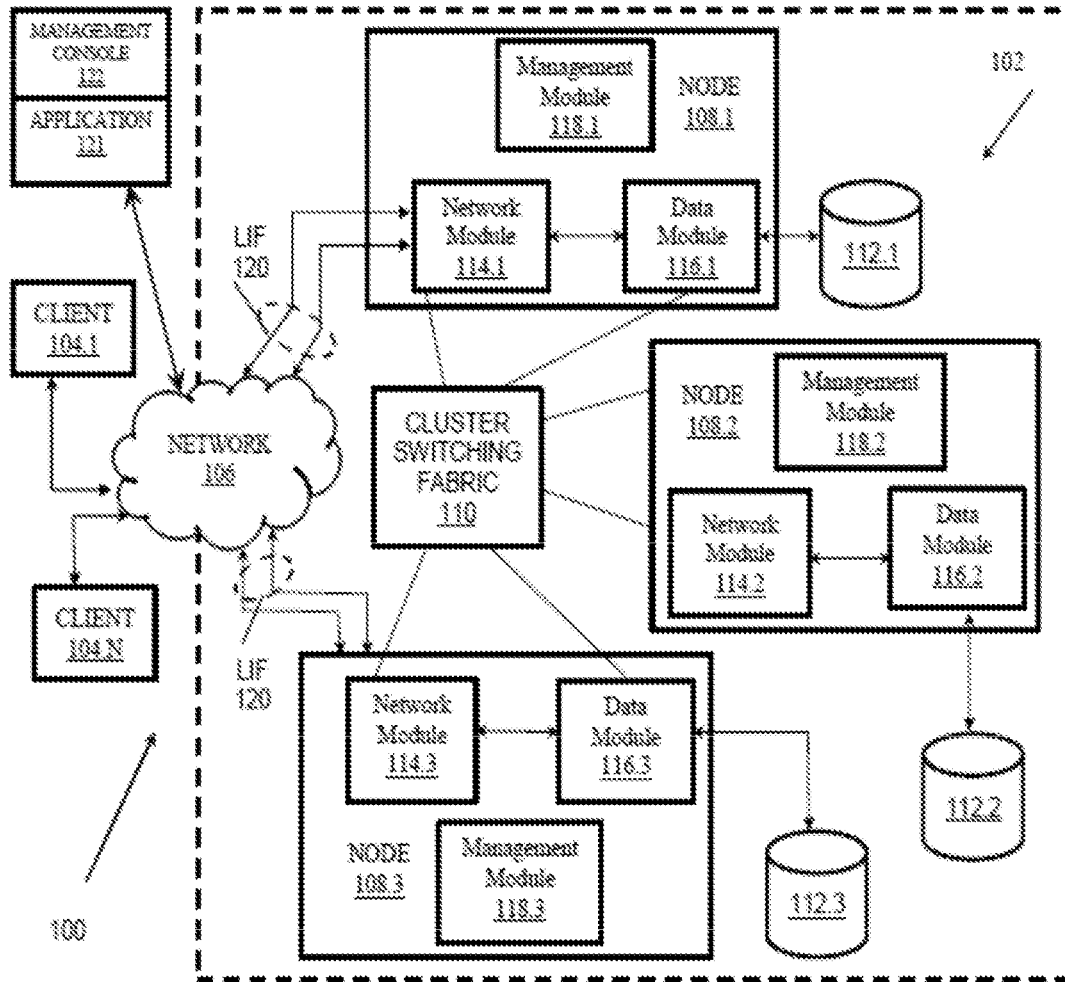 MANAGEMENT
CONSOLE
122
APPLICATION
121
CLIENT
104.1
CLIENT
104.N
100
NETWORK
106
LIF
120
LIF
120
102
Management
Module
118.1
NODE
108.1
Network
Module
114.1
Data
Module
116.1
112.1
CLUSTER
SWITCHING
FABRIC
110
NODE
108.2
Management
Module
118.2
Network
Module
114.2
Data
Module
116.2
112.2
Network
Module
114.3
Data
Module
116.3
NODE
108.3
Management
Module
118.3
112.3